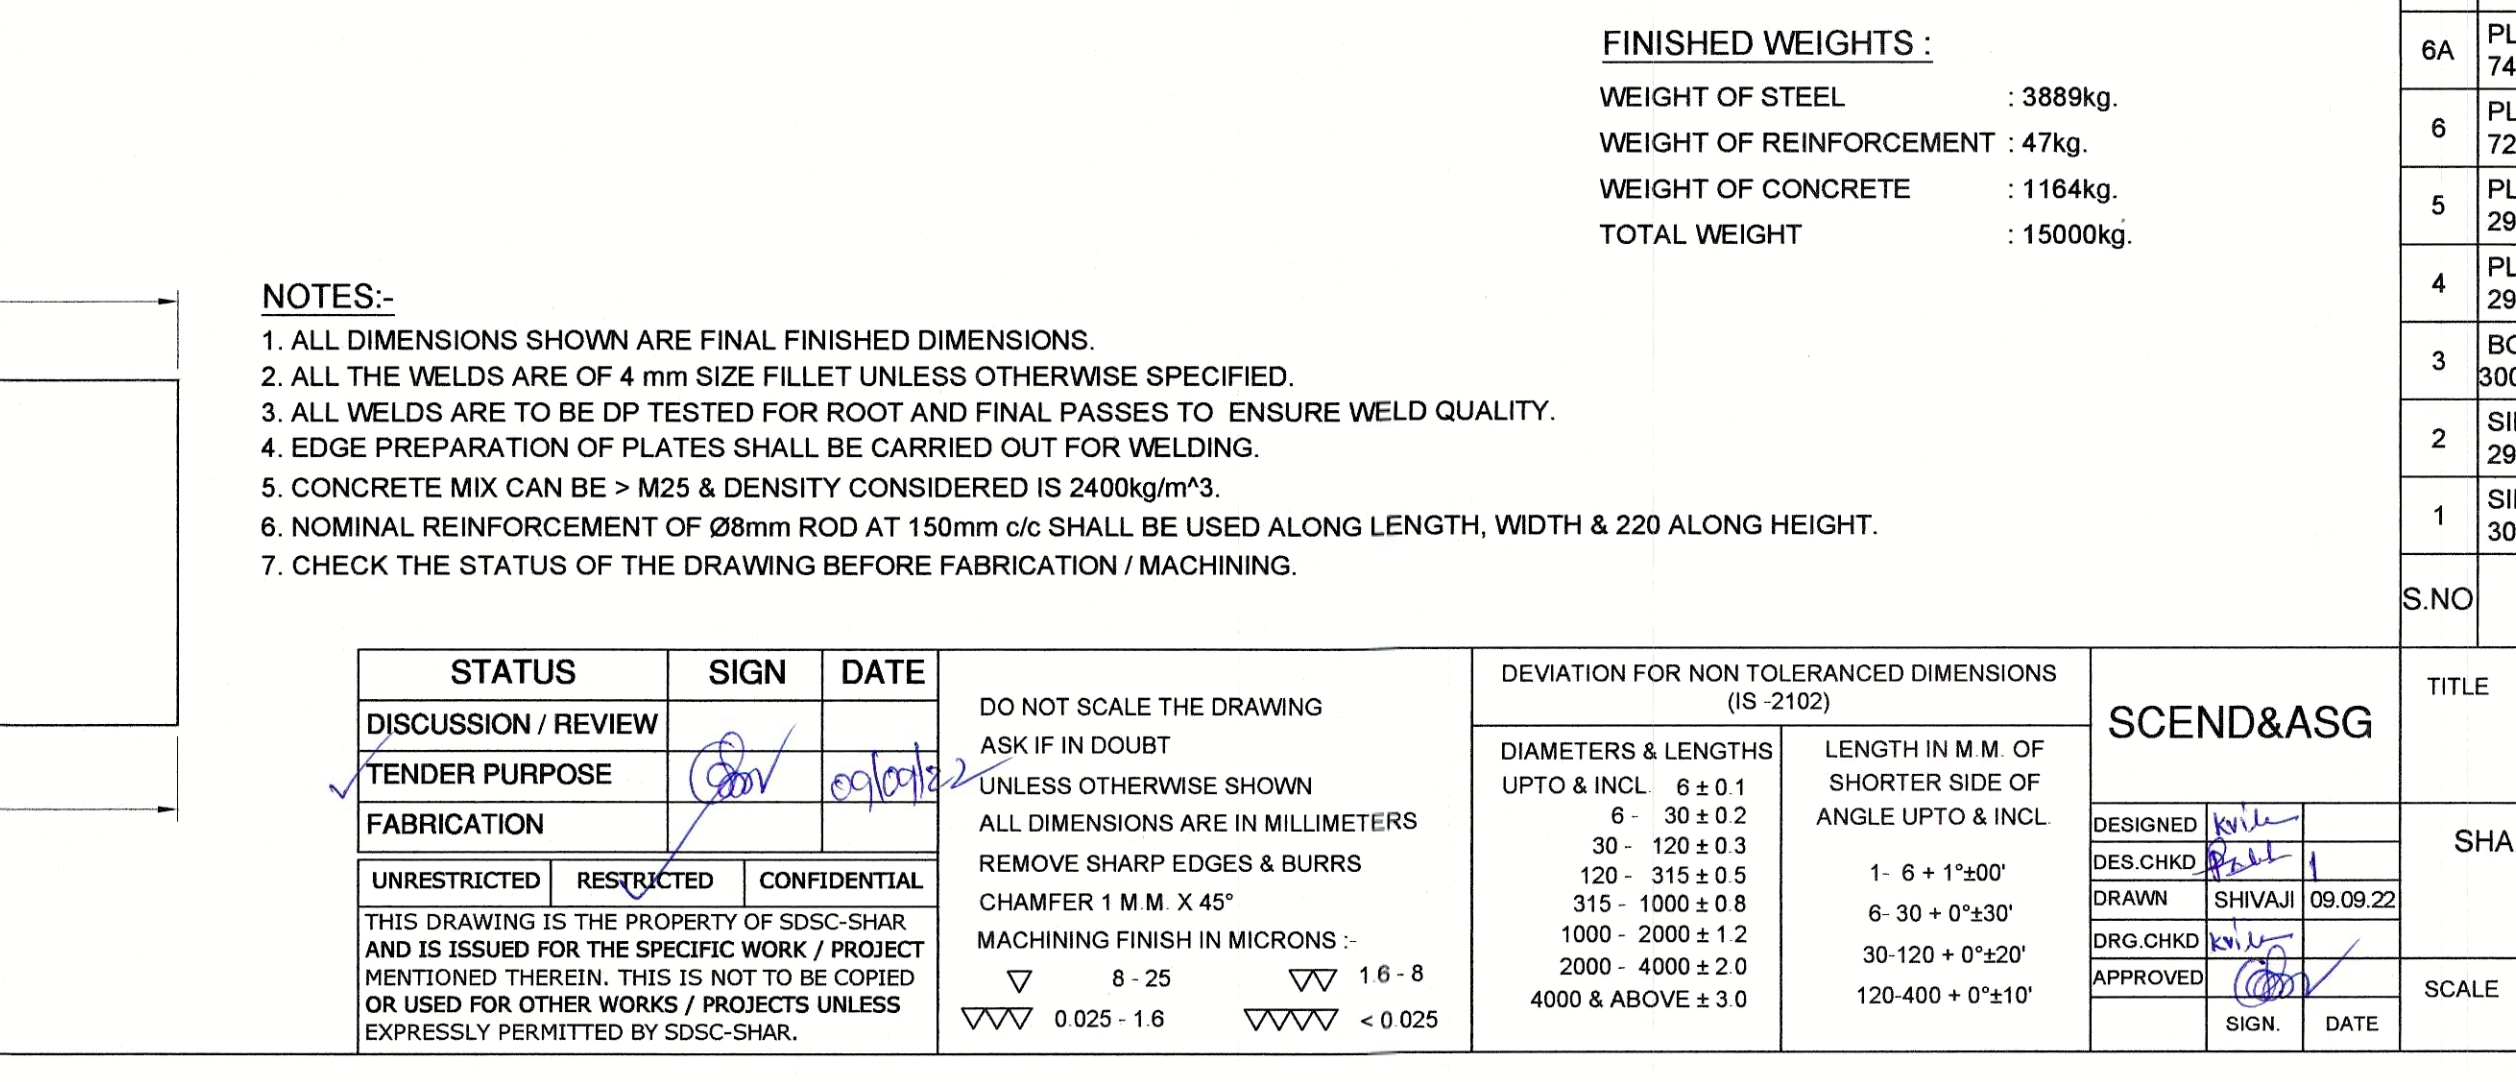 FINISHED WEIGHTS :
WEIGHT OF STEEL : 3889kg.
WEIGHT OF REINFORCEMENT : 47kg.
WEIGHT OF CONCRETE : 1164kg.
TOTAL WEIGHT : 15000kg.
6A PL
74
6 PL
72
5 PL
29
4 PL
29
3
300
2
29
1
30
S.NO
NOTES:-
1. ALL DIMENSIONS SHOWN ARE FINAL FINISHED DIMENSIONS.
2. ALL THE WELDS ARE OF 4 mm SIZE FILLET UNLESS OTHERWISE SPECIFIED.
3. ALL WELDS ARE TO BE DP TESTED FOR ROOT AND FINAL PASSES TO ENSURE WELD QUALITY.
4. EDGE PREPARATION OF PLATES SHALL BE CARRIED OUT FOR WELDING.
5. CONCRETE MIX CAN BE > M25 & DENSITY CONSIDERED IS 2400kg/m^3.
6. NOMINAL REINFORCEMENT OF Ø8mm ROD AT 150mm c/c SHALL BE USED ALONG LENGTH, WIDTH & 220 ALONG HEIGHT.
7. CHECK THE STATUS OF THE DRAWING BEFORE FABRICATION / MACHINING.
STATUS SIGN DATE
DISCUSSION / REVIEW
TENDER PURPOSE 09/09/22
FABRICATION
UNRESTRICTED RESTRICTED CONFIDENTIAL
THIS DRAWING IS THE PROPERTY OF SDSC-SHAR
AND IS ISSUED FOR THE SPECIFIC WORK / PROJECT
MENTIONED THEREIN. THIS IS NOT TO BE COPIED
OR USED FOR OTHER WORKS / PROJECTS UNLESS
EXPRESSLY PERMITTED BY SDSC-SHAR.
DO NOT SCALE THE DRAWING
ASK IF IN DOUBT
UNLESS OTHERWISE SHOWN
ALL DIMENSIONS ARE IN MILLIMETERS
REMOVE SHARP EDGES & BURRS
CHAMFER 1 M.M. X 45°
MACHINING FINISH IN MICRONS :-
8 - 25 1.6 - 8
0.025 - 1.6 < 0.025
DEVIATION FOR NON TOLERANCED DIMENSIONS
(IS -2102)
DIAMETERS & LENGTHS
UPTO & INCL. 6 ± 0.1
6 - 30 ± 0.2
30 - 120 ± 0.3
120 - 315 ± 0.5
315 - 1000 ± 0.8
1000 - 2000 ± 1.2
2000 - 4000 ± 2.0
4000 & ABOVE ± 3.0
LENGTH IN M.M. OF
SHORTER SIDE OF
ANGLE UPTO & INCL.
1- 6 + 1°±00'
6- 30 + 0°±30'
30-120 + 0°±20'
120-400 + 0°±10'
SCEND&ASG
DESIGNED
DES.CHKD
DRAWN SHIVAJI 09.09.22
DRG.CHKD
APPROVED
SIGN. DATE
TITLE
SHA
SCALE